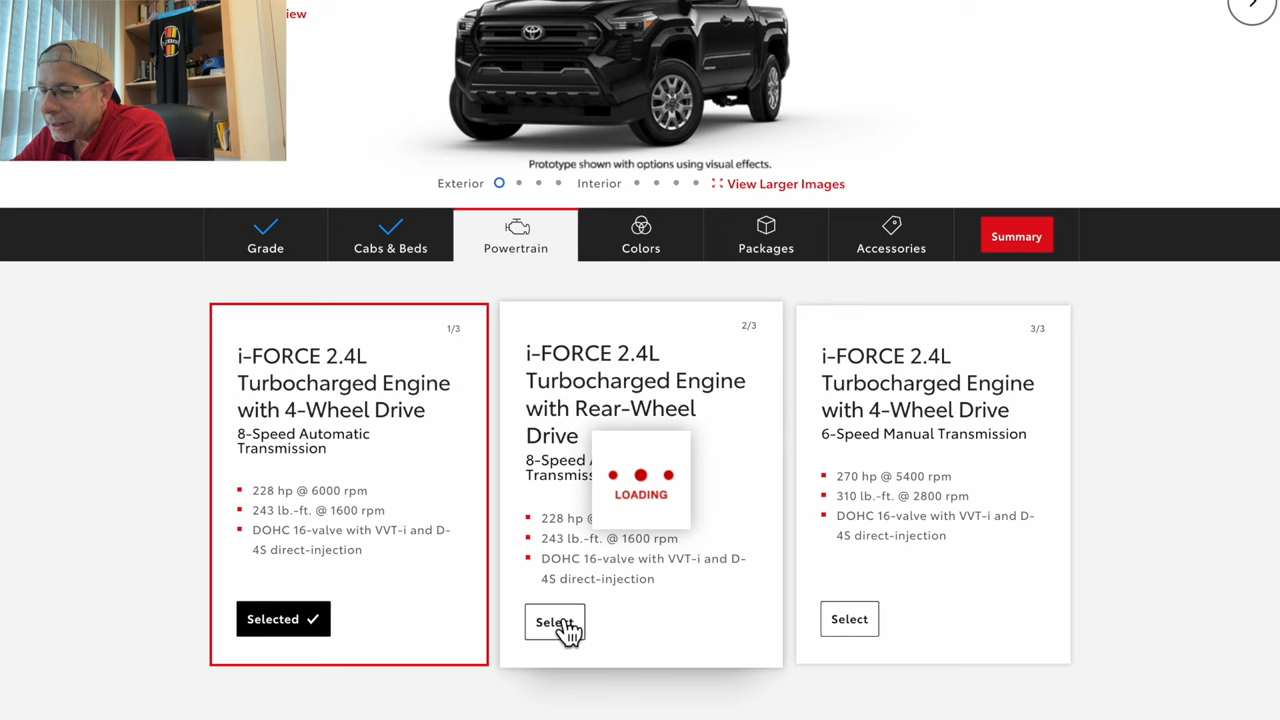 iew
Prototype shown with options using visual effects.
Exterior
Interior
View Larger Images
Grade
Cabs & Beds
Powertrain
Colors
Packages
Accessories
Summary
1/3
i-FORCE 2.4L
Turbocharged Engine
with 4-Wheel Drive
8-Speed Automatic
Transmission
228 hp @ 6000 rpm
243 lb.-ft. @ 1600 rpm
DOHC 16-valve with VVT-i and D-
4S direct-injection
Selected
2/3
i-FORCE 2.4L
Turbocharged Engine
with Rear-Wheel
Drive
8-Speed
Transmiss
LOADING
228 hp
243 lb.-ft. @ 1600 rpm
DOHC 16-valve with VVT-i and D-
4S direct-injection
Select
3/3
i-FORCE 2.4L
Turbocharged Engine
with 4-Wheel Drive
6-Speed Manual Transmission
270 hp @ 5400 rpm
310 lb.-ft. @ 2800 rpm
DOHC 16-valve with VVT-i and D-
4S direct-injection
Select